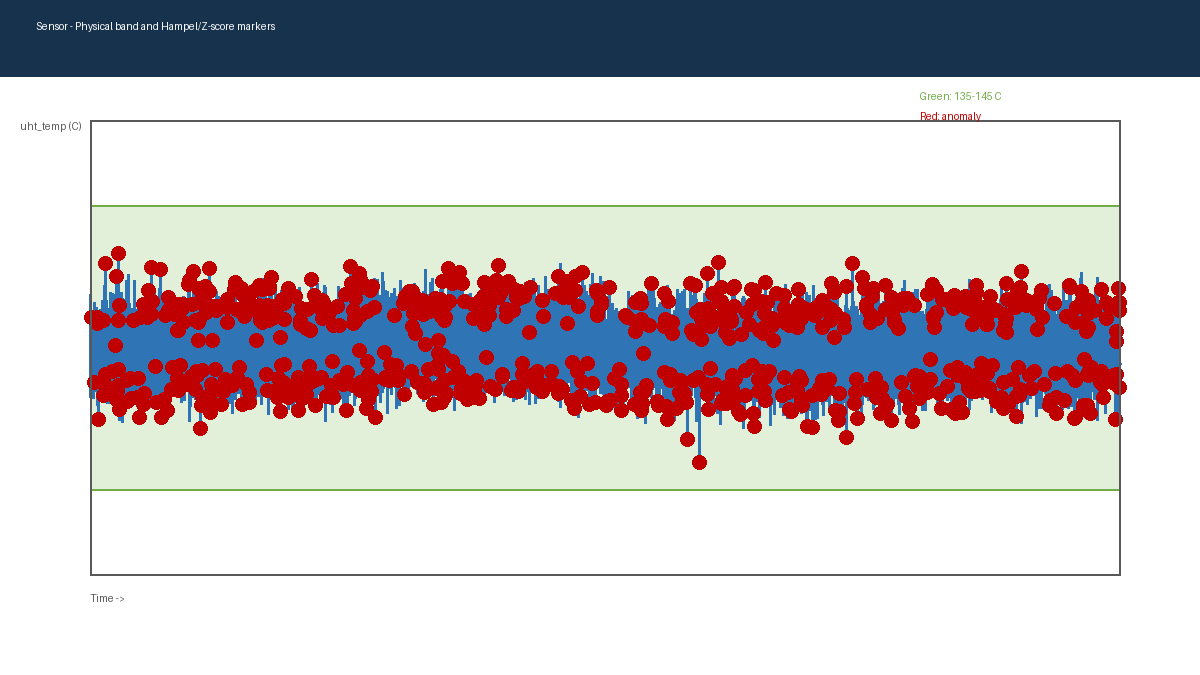 Sensor - Physical band and Hampel/Z-score markers
Green: 135-145 C
Red: anomaly
uht_temp (C)
Time ->